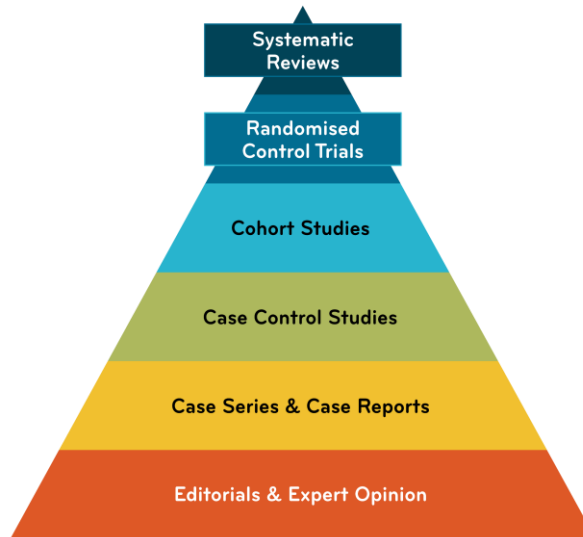 Systematic
Reviews
Randomised
Control Trials
Cohort Studies
Case Control Studies
Case Series & Case Reports
Editorials & Expert Opinion